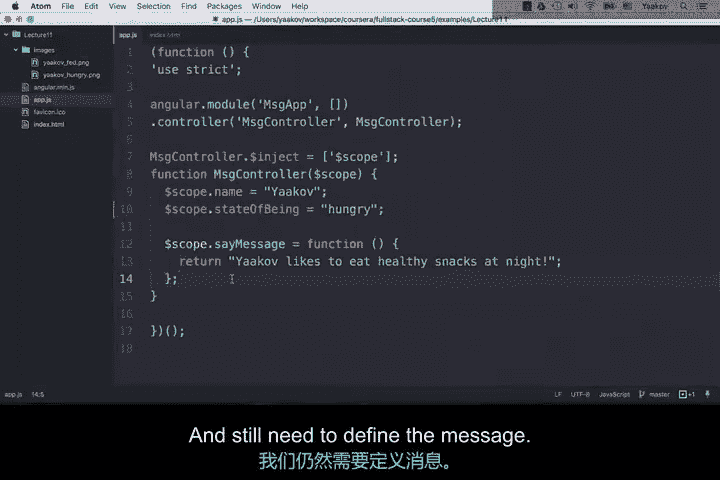 Atom File Edit View Selection Find Packages Window Help Yaakov
app.js — /Users/yaakov/workspace/coursera/fullstack-course5/examples/Lecture11
Lecture11
images
yaakov_fed.png
yaakov_hungry.png
angular.min.js
app.js
favicon.ico
index.html
app.js index.html
1 (function () {
2 'use strict';
3
4 angular.module('MsgApp', [])
5 .controller('MsgController', MsgController);
6
7 MsgController.$inject = ['$scope'];
8 function MsgController($scope) {
9 $scope.name = "Yaakov";
10 $scope.stateOfBeing = "hungry";
11
12 $scope.sayMessage = function () {
13 return "Yaakov likes to eat healthy snacks at night!";
14 };
15 }
16
17 })();
18
app.js 14:5 LF UTF-8 JavaScript master +1
And still need to define the message.
我们仍然需要定义消息。